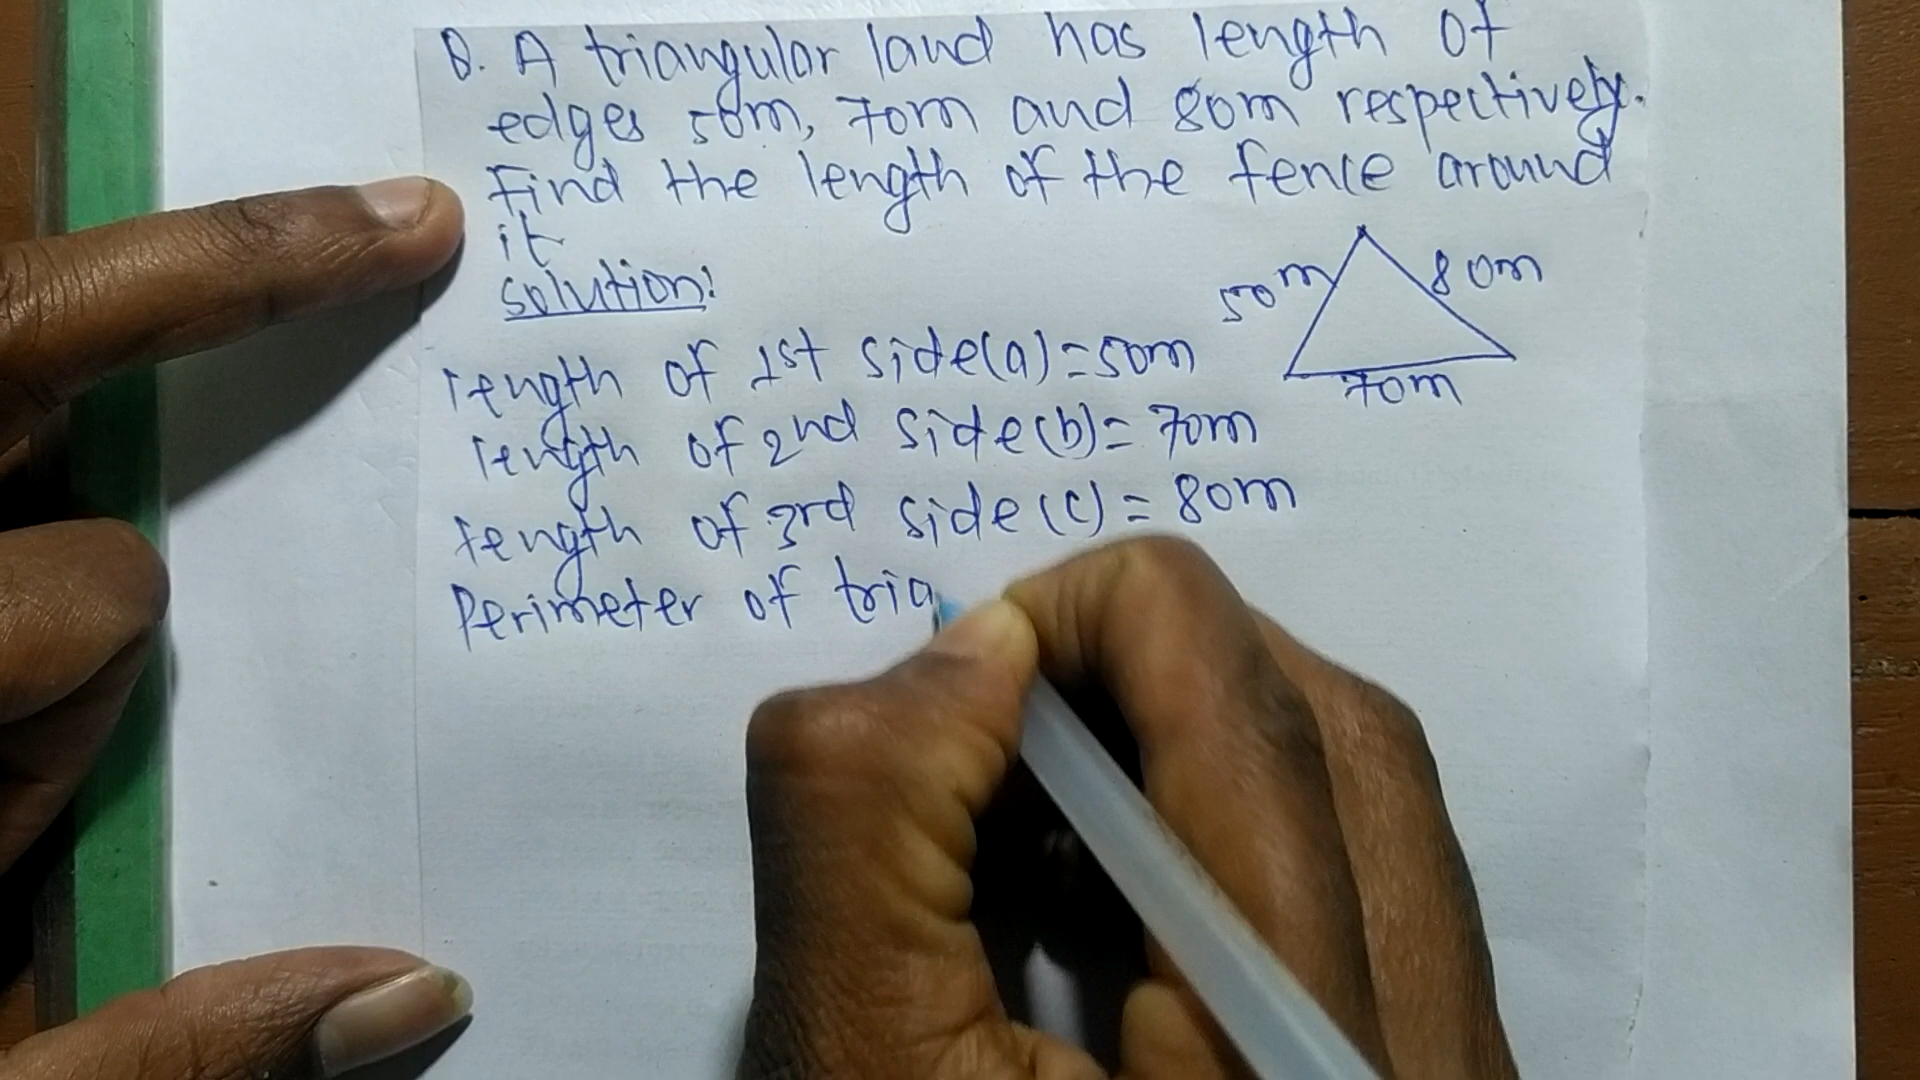 Q. A triangular land has length of
edges 50m, 70m and 80m respectively.
Find the length of the fence around
it
solution:
50m
80m
70m
length of 1st side(a)=50m
length of 2nd side(b)=70m
length of 3rd side(c)=80m
Perimeter of tria